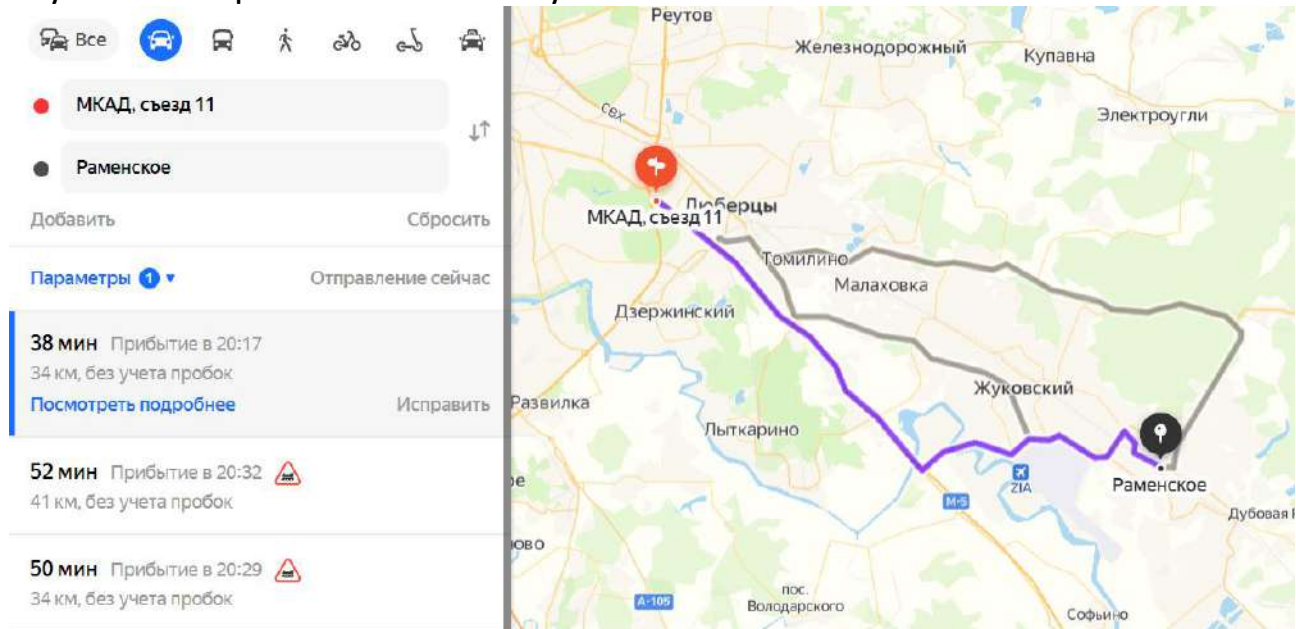 Все
МКАД, съезд 11
Раменское
Добавить
Сбросить
Параметры 1
Отправление сейчас
38 мин Прибытие в 20:17
34 км, без учета пробок
Посмотреть подробнее
Исправить
52 мин Прибытие в 20:32
41 км, без учета пробок
50 мин Прибытие в 20:29
34 км, без учета пробок
Реутов
Железнодорожный
Купавна
Электроугли
Люберцы
МКАД, съезд 11
Томилино
Малаховка
Дзержинский
Жуковский
Развилка
Лыткарино
ZIA
Раменское
М-5
Дубовая
А-105
пос.
Володарского
Софьино